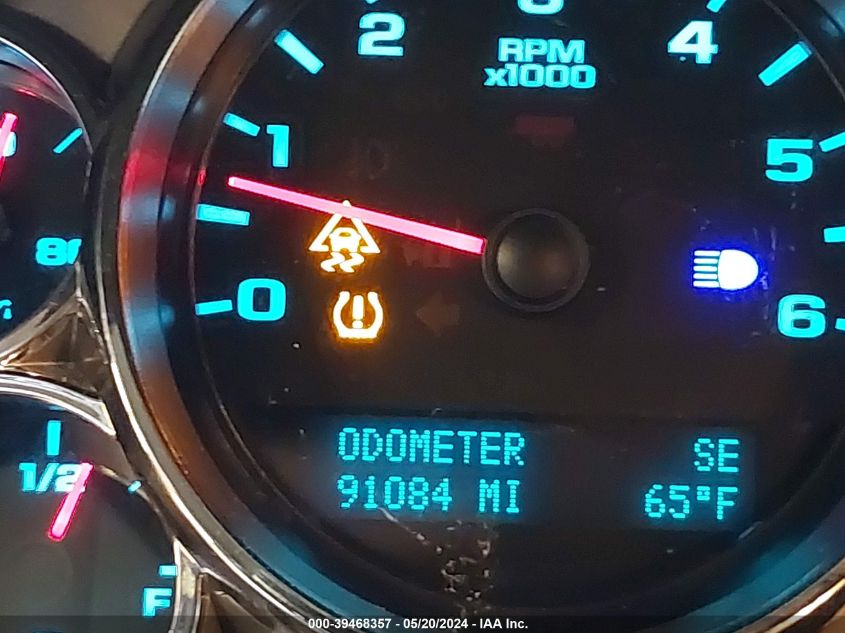 2
4
RPM
x1000
1
5
80
0
6
1/2
ODOMETER SE
91084 MI 65°F
F
000-39468357 - 05/20/2024 - IAA Inc.